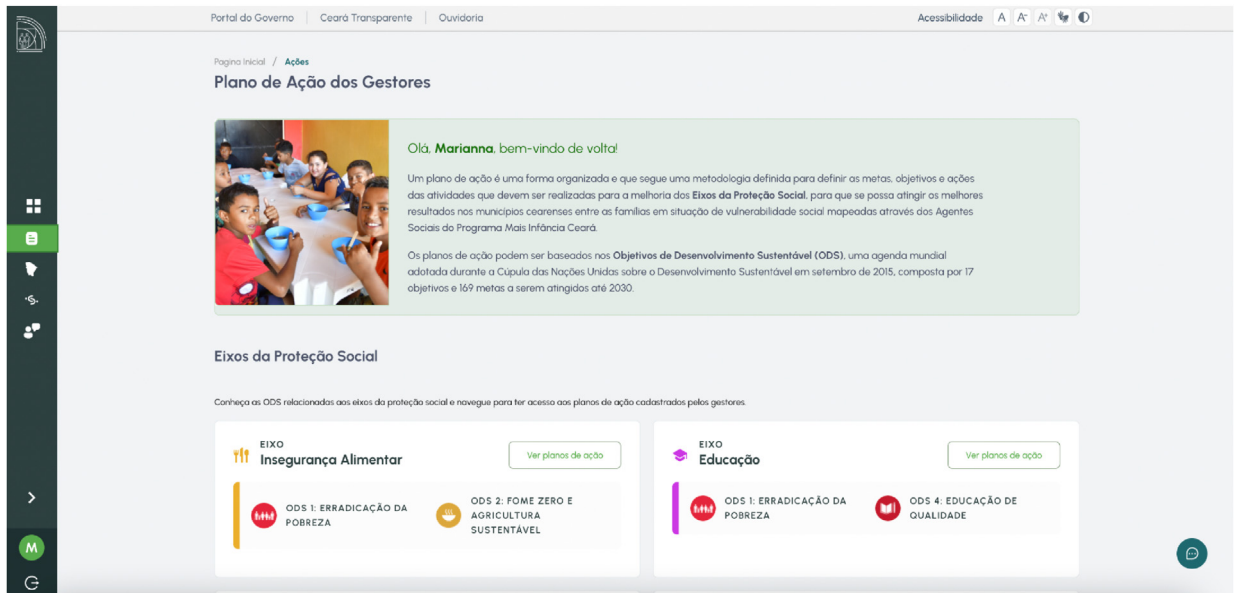 Portal do Governo | Ceará Transparente | Ouvidoria
Acessibilidade A A- A+
Pagina Inicial / Ações
Plano de Ação dos Gestores
Olá, Marianna, bem-vindo de volta!
Um plano de ação é uma forma organizada e que segue uma metodologia definida para definir as metas, objetivos e ações
das atividades que devem ser realizadas para a melhoria dos Eixos da Proteção Social, para que se possa atingir os melhores
resultados nos municípios cearenses entre as famílias em situação de vulnerabilidade social mapeadas através dos Agentes
Sociais do Programa Mais Infância Ceará.
Os planos de ação podem ser baseados nos Objetivos de Desenvolvimento Sustentável (ODS), uma agenda mundial
adotada durante a Cúpula das Nações Unidas sobre o Desenvolvimento Sustentável em setembro de 2015, composta por 17
objetivos e 169 metas a serem atingidos até 2030.
Eixos da Proteção Social
Conheça as ODS relacionadas aos eixos da proteção social e navegue para ter acesso aos planos de ação cadastrados pelos gestores.
EIXO
Insegurança Alimentar
Ver planos de ação
ODS 1: ERRADICAÇÃO DA
POBREZA
ODS 2: FOME ZERO E
AGRICULTURA
SUSTENTÁVEL
EIXO
Educação
Ver planos de ação
ODS 1: ERRADICAÇÃO DA
POBREZA
ODS 4: EDUCAÇÃO DE
QUALIDADE
M